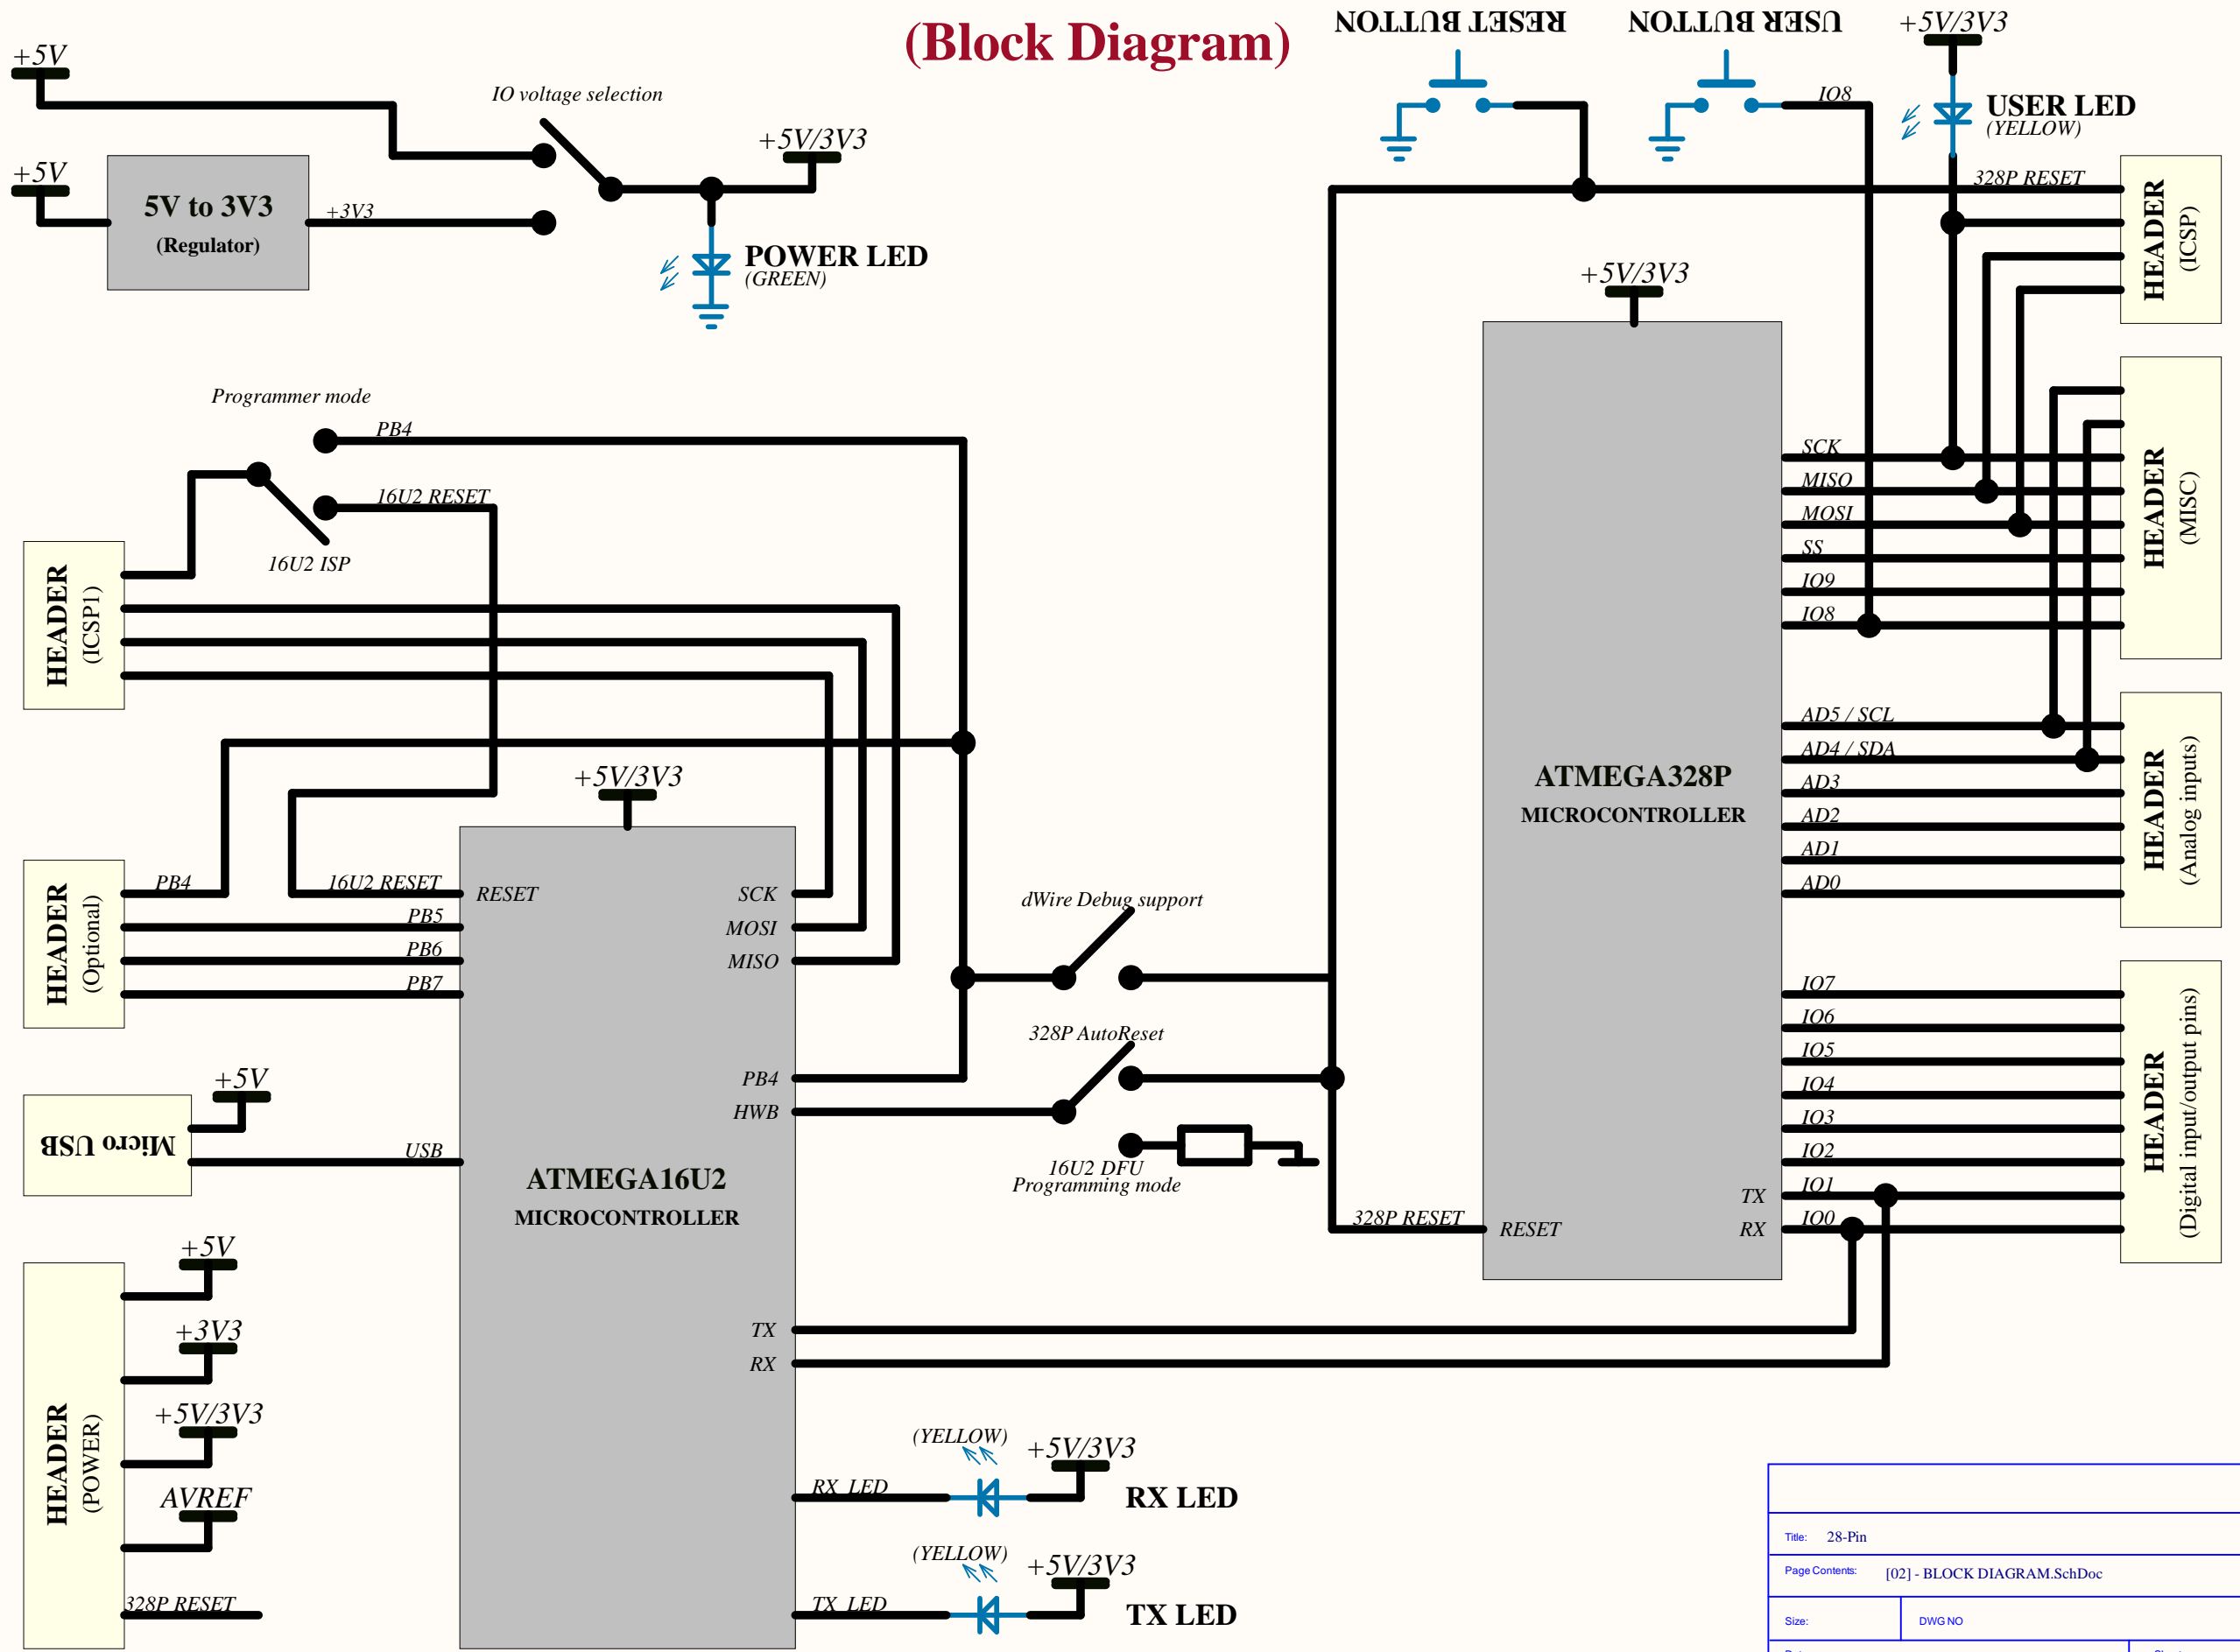 (Block Diagram)
RESET BUTTON
USER BUTTON
+5V/3V3
+5V
IO voltage selection
IO8
USER LED
(YELLOW)
+5V/3V3
+5V
5V to 3V3
(Regulator)
+3V3
328P RESET
HEADER
(ICSP)
POWER LED
(GREEN)
+5V/3V3
Programmer mode
PB4
16U2 RESET
16U2 ISP
HEADER
(ICSP1)
SCK
MISO
MOSI
SS
IO9
IO8
HEADER
(MISC)
AD5 / SCL
AD4 / SDA
AD3
AD2
AD1
AD0
HEADER
(Analog inputs)
ATMEGA328P
MICROCONTROLLER
+5V/3V3
HEADER
(Optional)
PB4
16U2 RESET
RESET
PB5
PB6
PB7
SCK
MOSI
MISO
dWire Debug support
328P AutoReset
PB4
HWB
16U2 DFU
Programming mode
IO7
IO6
IO5
IO4
IO3
IO2
IO1
IO0
TX
RX
HEADER
(Digital input/output pins)
328P RESET
RESET
+5V
Micro USB
USB
ATMEGA16U2
MICROCONTROLLER
TX
RX
HEADER
(POWER)
+5V
+3V3
+5V/3V3
AVREF
328P RESET
(YELLOW)
+5V/3V3
RX LED
RX LED
(YELLOW)
+5V/3V3
TX LED
TX LED
Title: 28-Pin
Page Contents: [02] - BLOCK DIAGRAM.SchDoc
Size: DWG NO